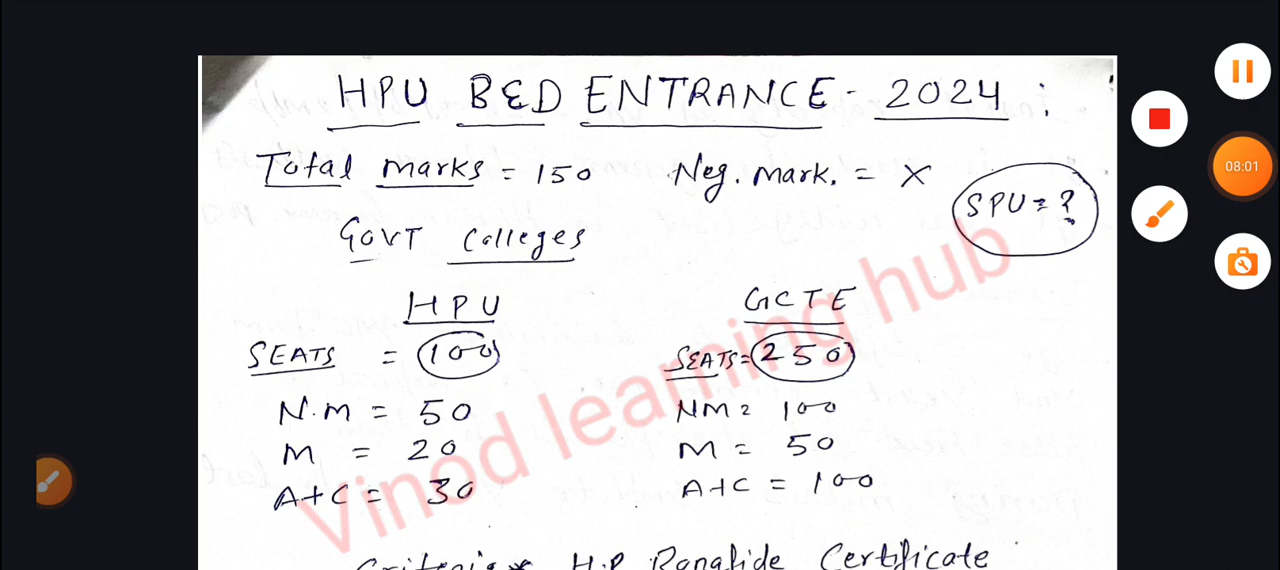 HPU BED ENTRANCE - 2024 :
Total marks = 150 Neg. mark. = X
SPU = ?
GOVT Colleges
HPU GCTE
SEATS = 100 SEATS = 250
N.M = 50 NM = 100
M = 20 M = 50
A+C = 30 A+C = 100
Vinod learning hub
Criteria* H.P Bonafide Certificate
08:01